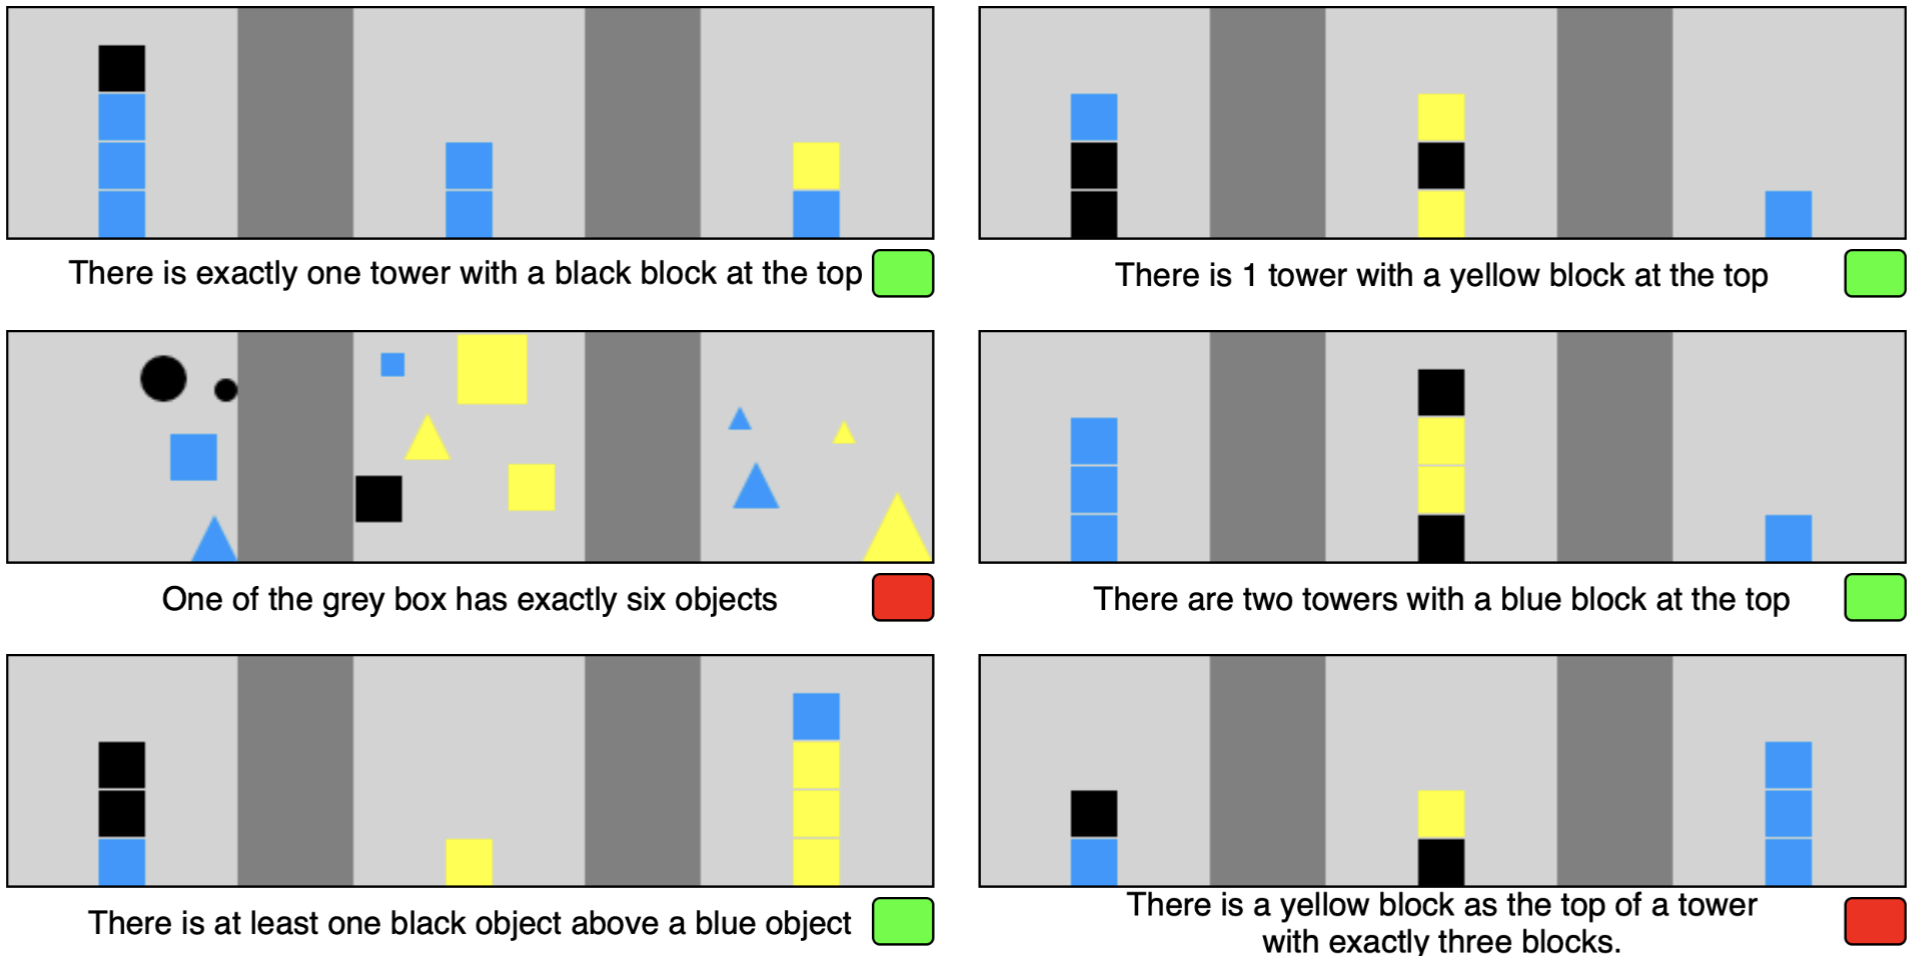 There is exactly one tower with a black block at the top
There is 1 tower with a yellow block at the top
One of the grey box has exactly six objects
There are two towers with a blue block at the top
There is at least one black object above a blue object
There is a yellow block as the top of a tower
with exactly three blocks.